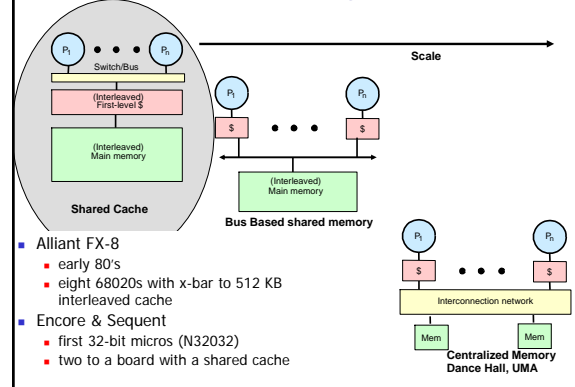 P1 • • • Pn
Switch/Bus
(Interleaved)
First-level $
(Interleaved)
Main memory
Shared Cache
Scale
P1 Pn
$ • • • $
(Interleaved)
Main memory
Bus Based shared memory
P1 Pn
$ • • • $
Interconnection network
Mem Mem
Centralized Memory
Dance Hall, UMA
▪ Alliant FX-8
▪ early 80's
▪ eight 68020s with x-bar to 512 KB
interleaved cache
▪ Encore & Sequent
▪ first 32-bit micros (N32032)
▪ two to a board with a shared cache